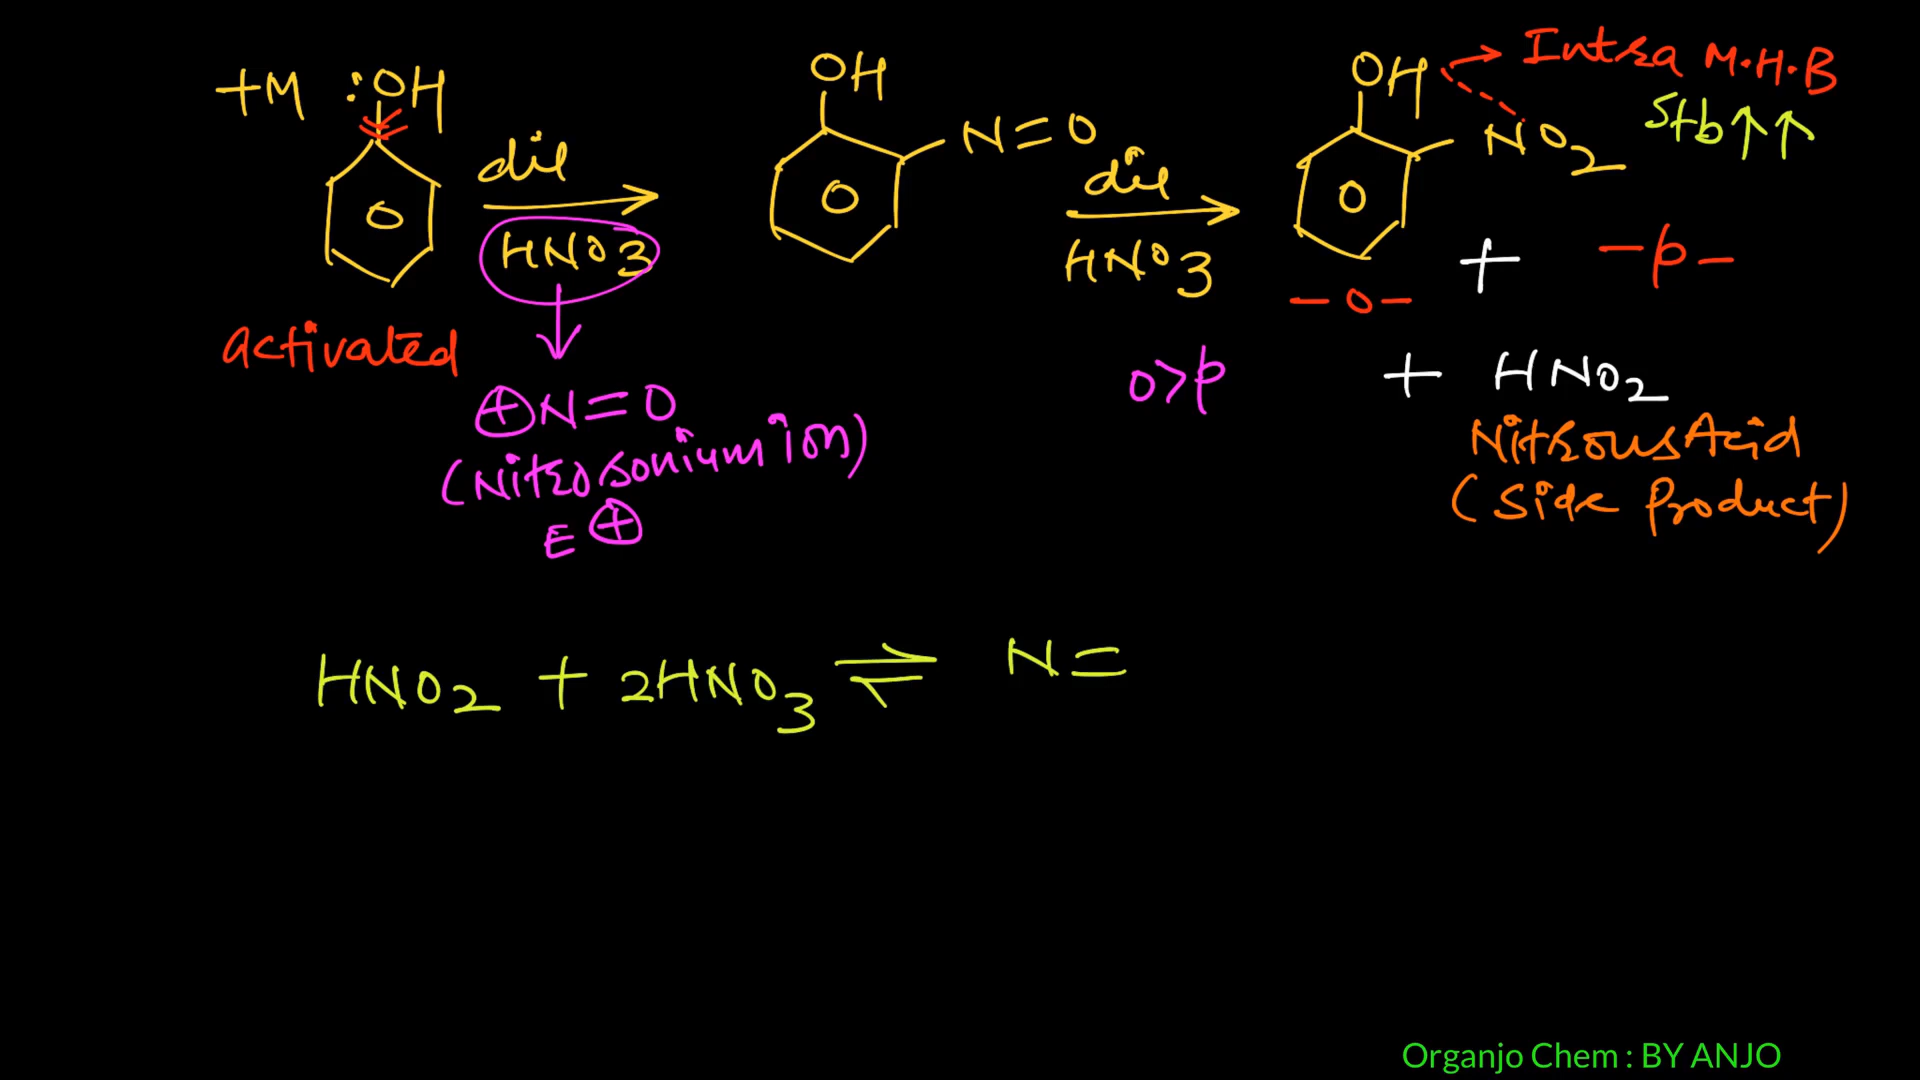 +M :OH
dil
HNO3
activated
⊕N=O
(Nitrosonium ion)
E⊕
OH
N=O
dil
HNO3
o>p
OH
NO2
Intra M.H.B
Stb↑↑
-o-
+ -p-
+ HNO2
Nitrous Acid
(Side Product)
HNO2 + 2HNO3 ⇌ N=
Organjo Chem : BY ANJO